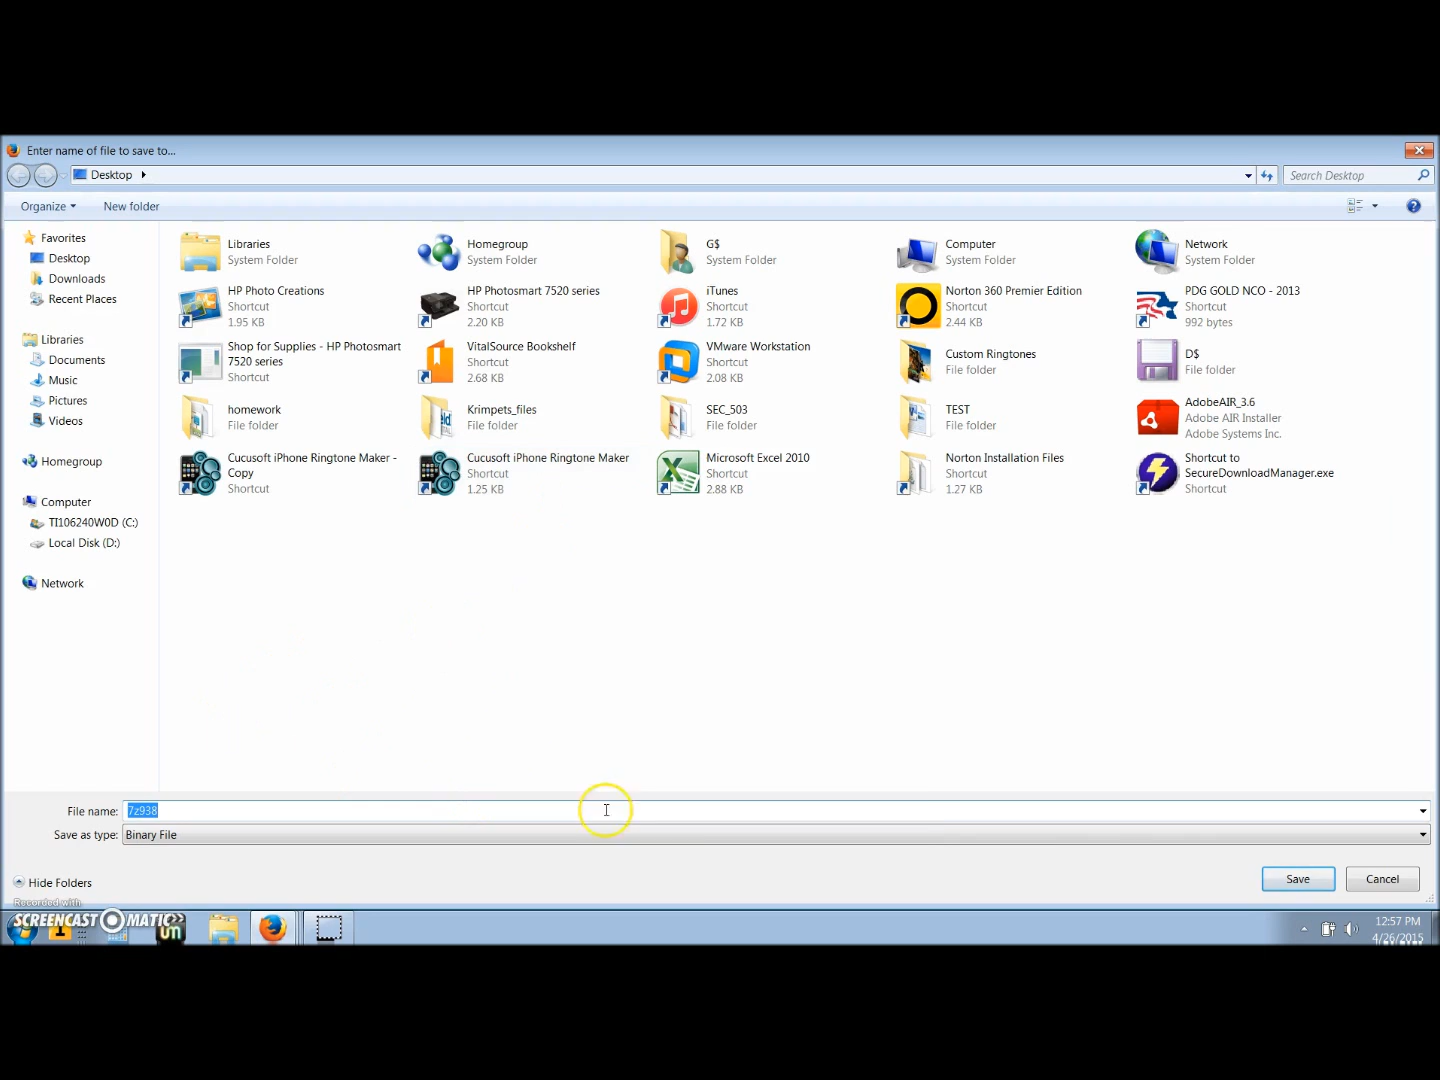 Enter name of file to save to...
Desktop
Search Desktop
Organize
New folder
Favorites
Desktop
Downloads
Recent Places
Libraries
Documents
Music
Pictures
Videos
Homegroup
Computer
TI106240W0D (C:)
Local Disk (D:)
Network
Libraries
System Folder
Homegroup
System Folder
G$
System Folder
Computer
System Folder
Network
System Folder
HP Photo Creations
Shortcut
1.95 KB
HP Photosmart 7520 series
Shortcut
2.20 KB
iTunes
Shortcut
1.72 KB
Norton 360 Premier Edition
Shortcut
2.44 KB
PDG GOLD NCO - 2013
Shortcut
992 bytes
Shop for Supplies - HP Photosmart
7520 series
Shortcut
VitalSource Bookshelf
Shortcut
2.68 KB
VMware Workstation
Shortcut
2.08 KB
Custom Ringtones
File folder
D$
File folder
homework
File folder
Krimpets_files
File folder
SEC_503
File folder
TEST
File folder
AdobeAIR_3.6
Adobe AIR Installer
Adobe Systems Inc.
Cucusoft iPhone Ringtone Maker -
Copy
Shortcut
Cucusoft iPhone Ringtone Maker
Shortcut
1.25 KB
Microsoft Excel 2010
Shortcut
2.88 KB
Norton Installation Files
Shortcut
1.27 KB
Shortcut to
SecureDownloadManager.exe
Shortcut
File name: 7z938
Save as type: Binary File
Hide Folders
Save
Cancel
Recorded with
SCREENCAST MATIC
um
12:57 PM
4/26/2015